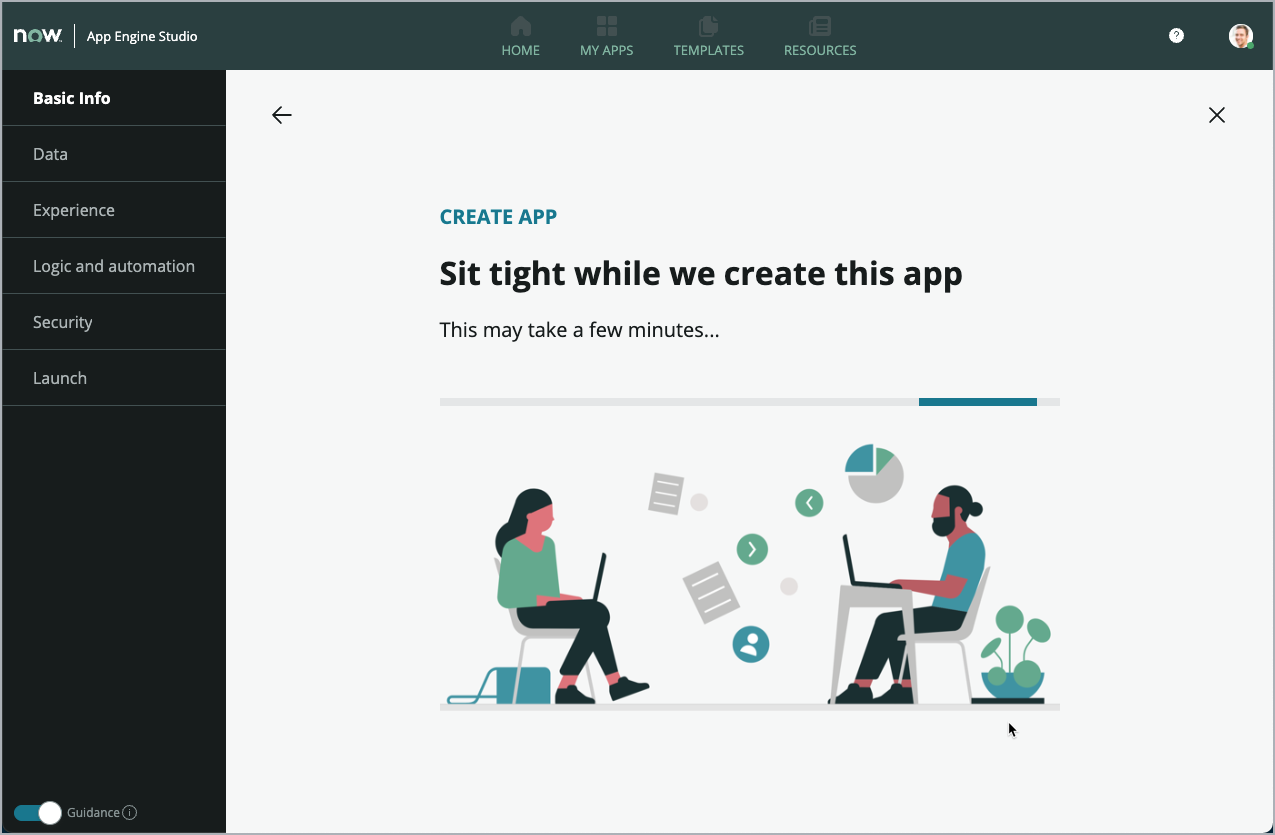 now.
App Engine Studio
HOME
MY APPS
TEMPLATES
RESOURCES
?
Basic Info
Data
Experience
Logic and automation
Security
Launch
CREATE APP
Sit tight while we create this app
This may take a few minutes...
Guidance